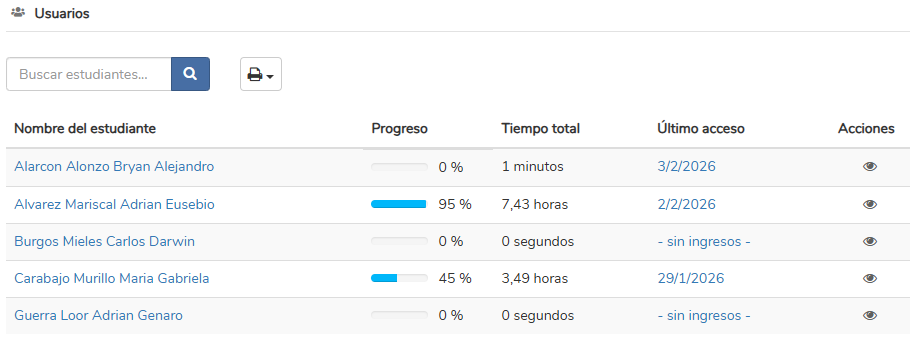 Usuarios
Buscar estudiantes...
Nombre del estudiante Progreso Tiempo total Último acceso Acciones
Alarcon Alonzo Bryan Alejandro 0 % 1 minutos 3/2/2026
Alvarez Mariscal Adrian Eusebio 95 % 7,43 horas 2/2/2026
Burgos Mieles Carlos Darwin 0 % 0 segundos - sin ingresos -
Carabajo Murillo Maria Gabriela 45 % 3,49 horas 29/1/2026
Guerra Loor Adrian Genaro 0 % 0 segundos - sin ingresos -